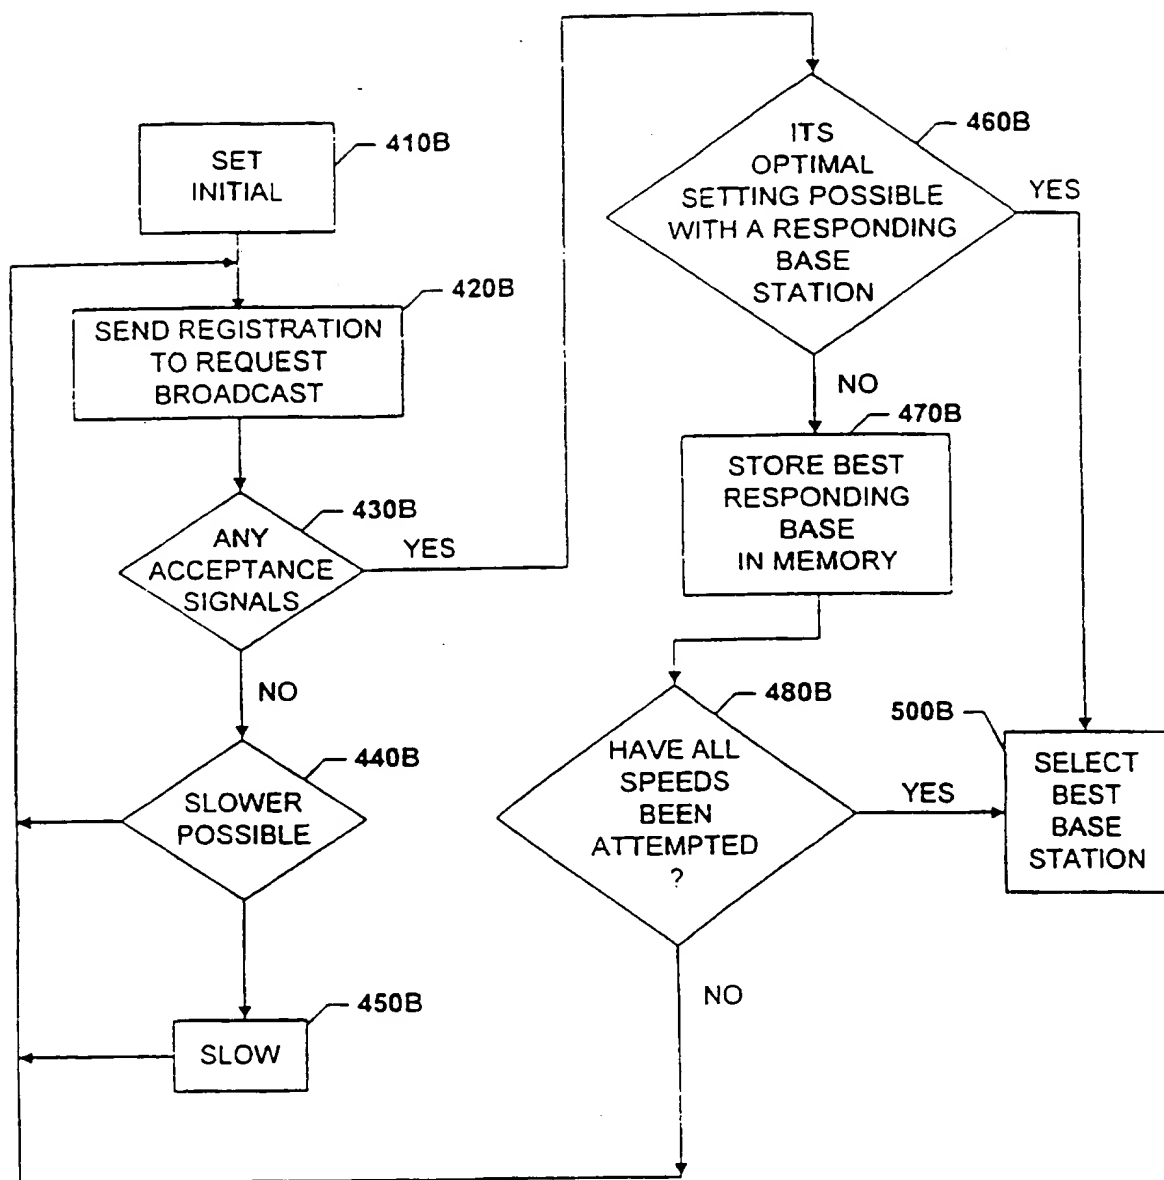 SET
INITIAL
410B
SEND REGISTRATION
TO REQUEST
BROADCAST
420B
ANY
ACCEPTANCE
SIGNALS
430B
YES
NO
SLOWER
POSSIBLE
440B
SLOW
450B
ITS
OPTIMAL
SETTING POSSIBLE
WITH A RESPONDING
BASE
STATION
460B
YES
NO
STORE BEST
RESPONDING
BASE
IN MEMORY
470B
HAVE ALL
SPEEDS
BEEN
ATTEMPTED
?
480B
YES
NO
SELECT
BEST
BASE
STATION
500B